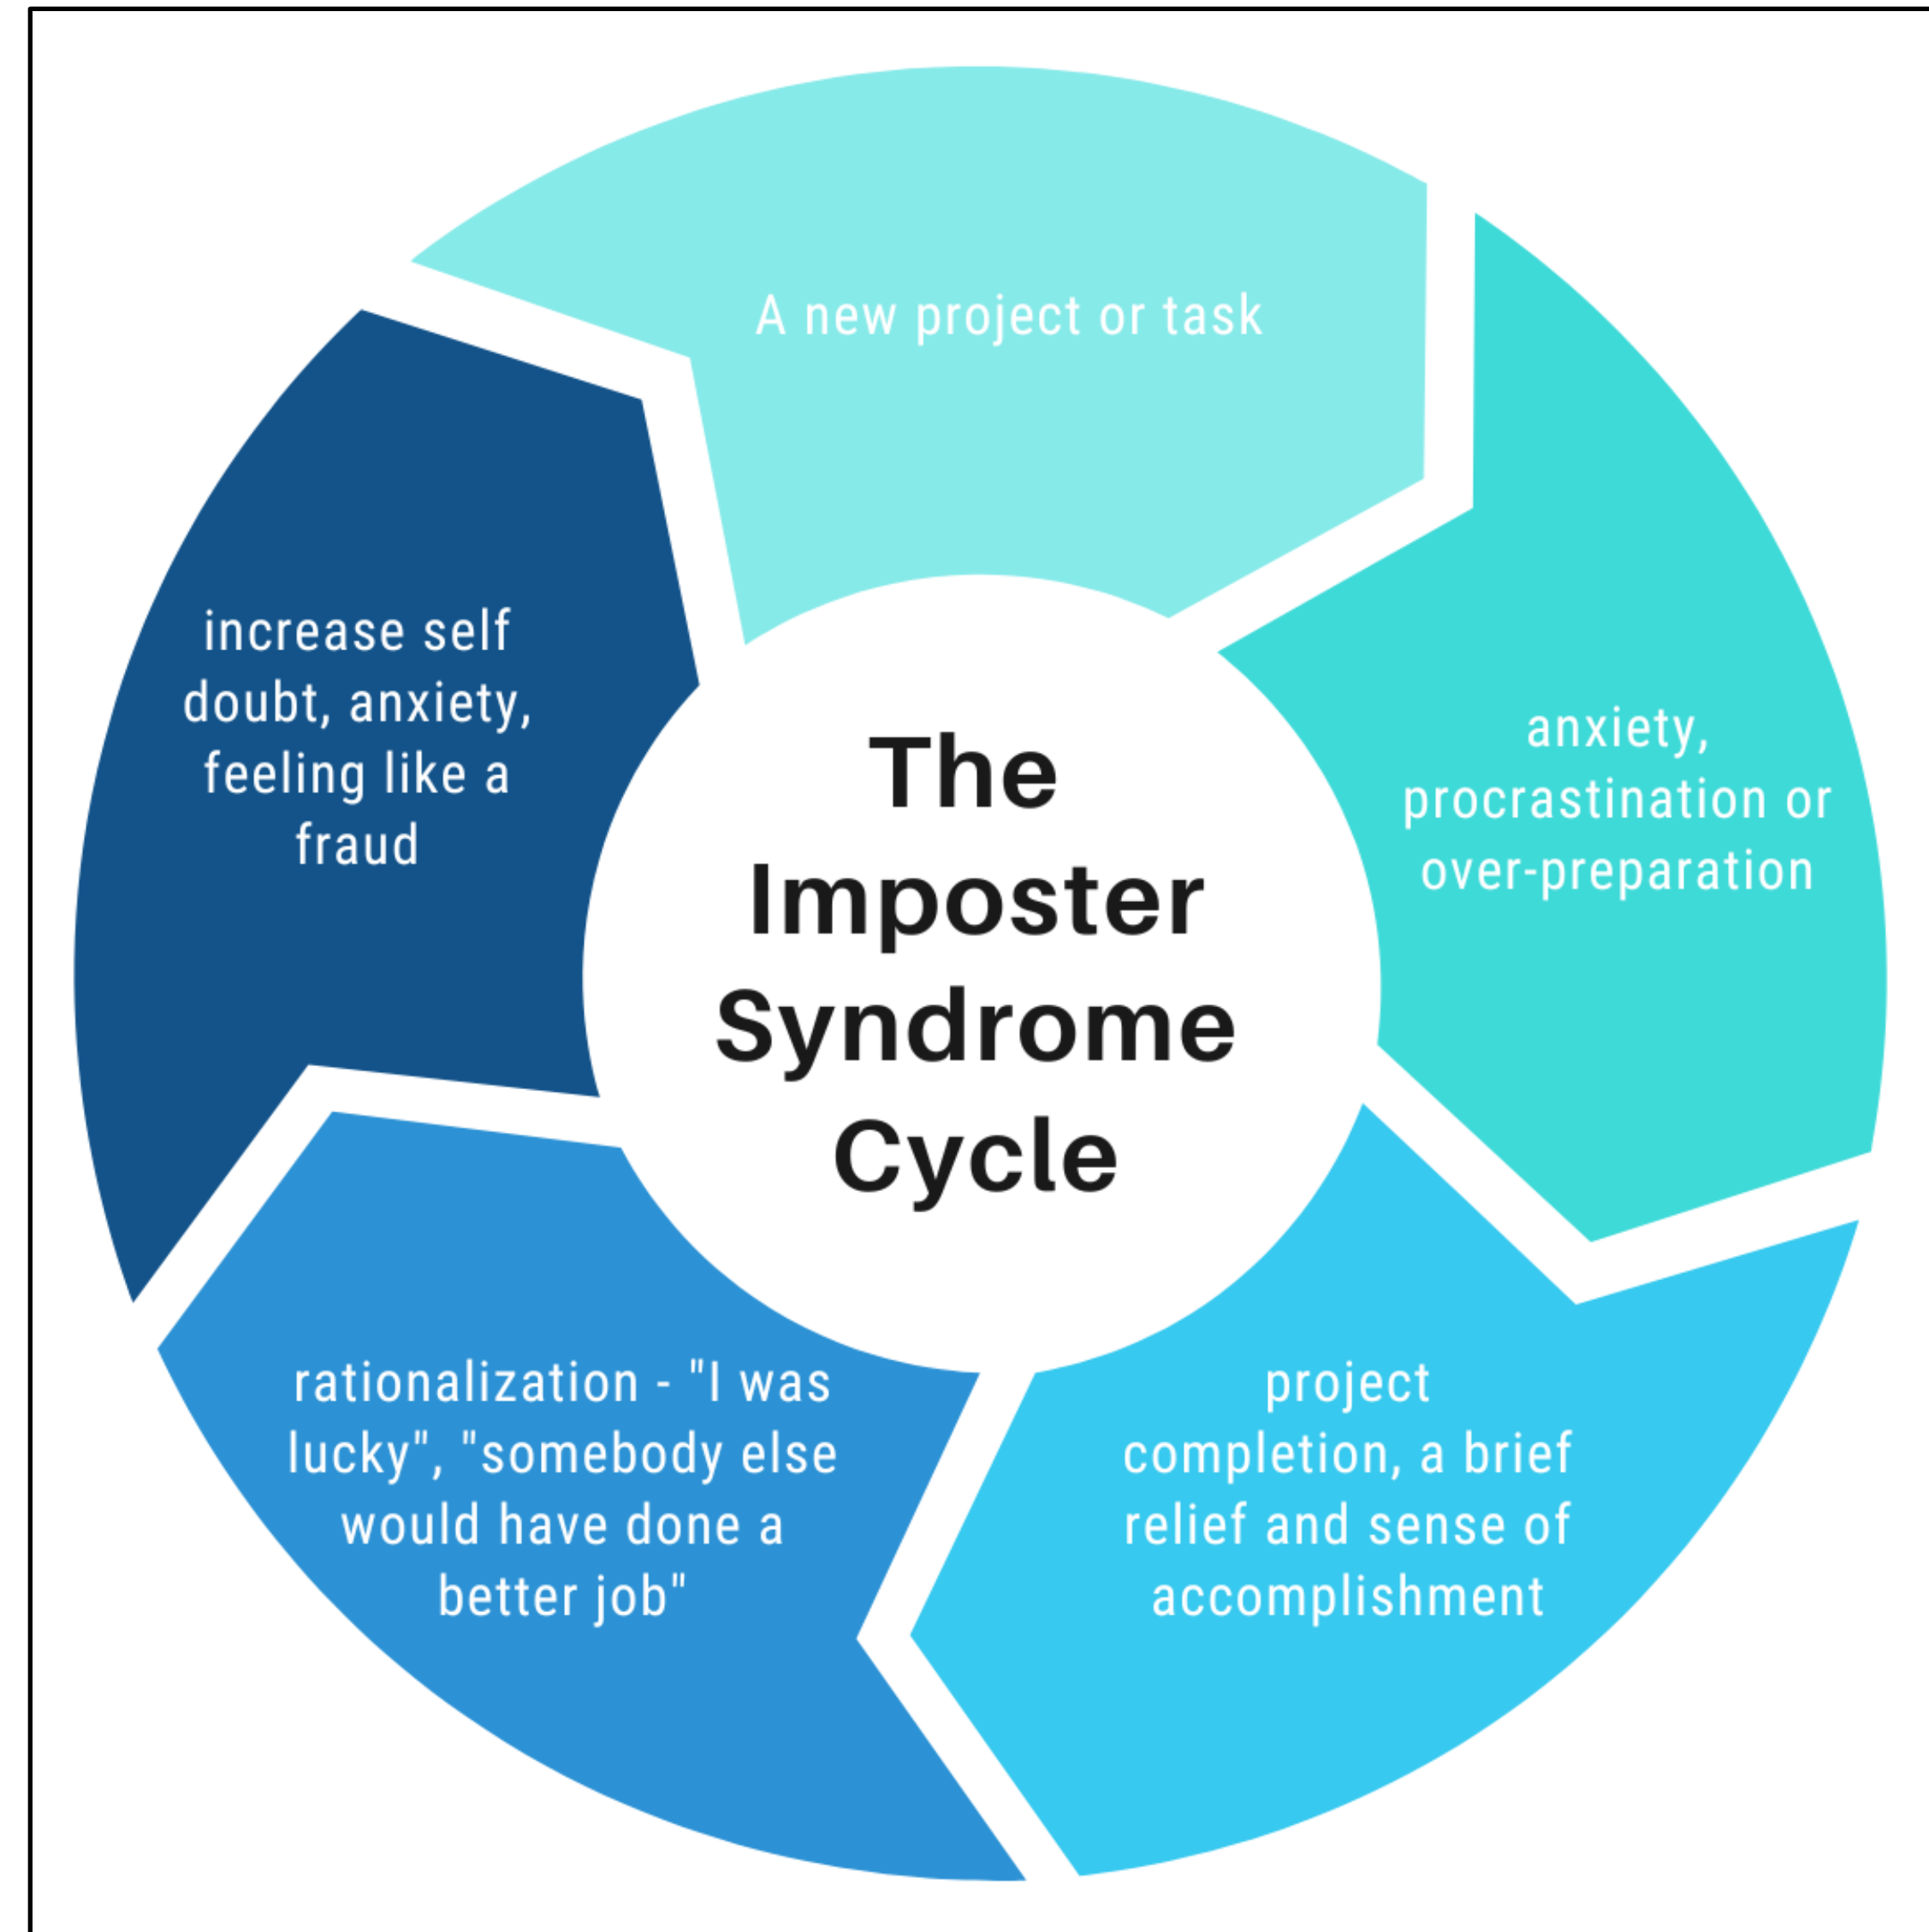 A new project or task
anxiety,
procrastination or
over-preparation
project
completion, a brief
relief and sense of
accomplishment
rationalization - "I was
lucky", "somebody else
would have done a
better job"
increase self
doubt, anxiety,
feeling like a
fraud
The
Imposter
Syndrome
Cycle